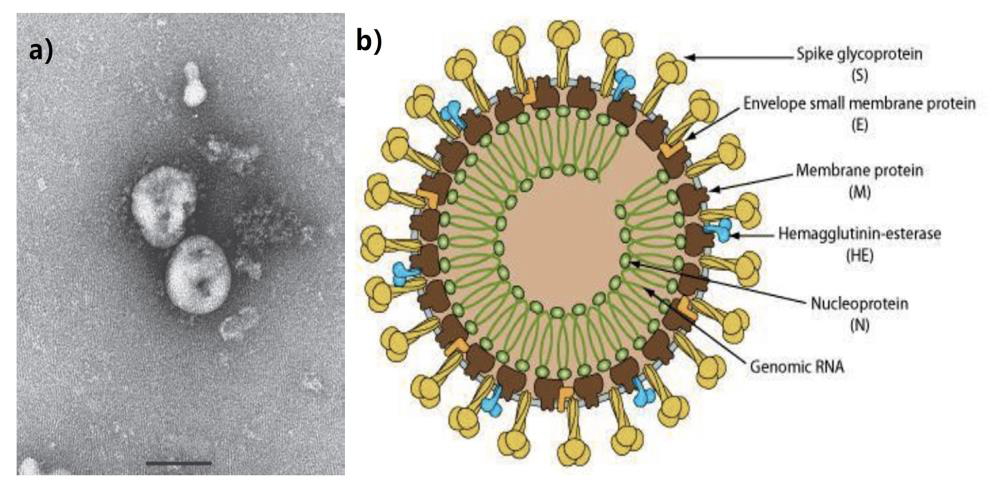 a)
b)
Spike glycoprotein
(S)
Envelope small membrane protein
(E)
Membrane protein
(M)
Hemagglutinin-esterase
(HE)
Nucleoprotein
(N)
Genomic RNA